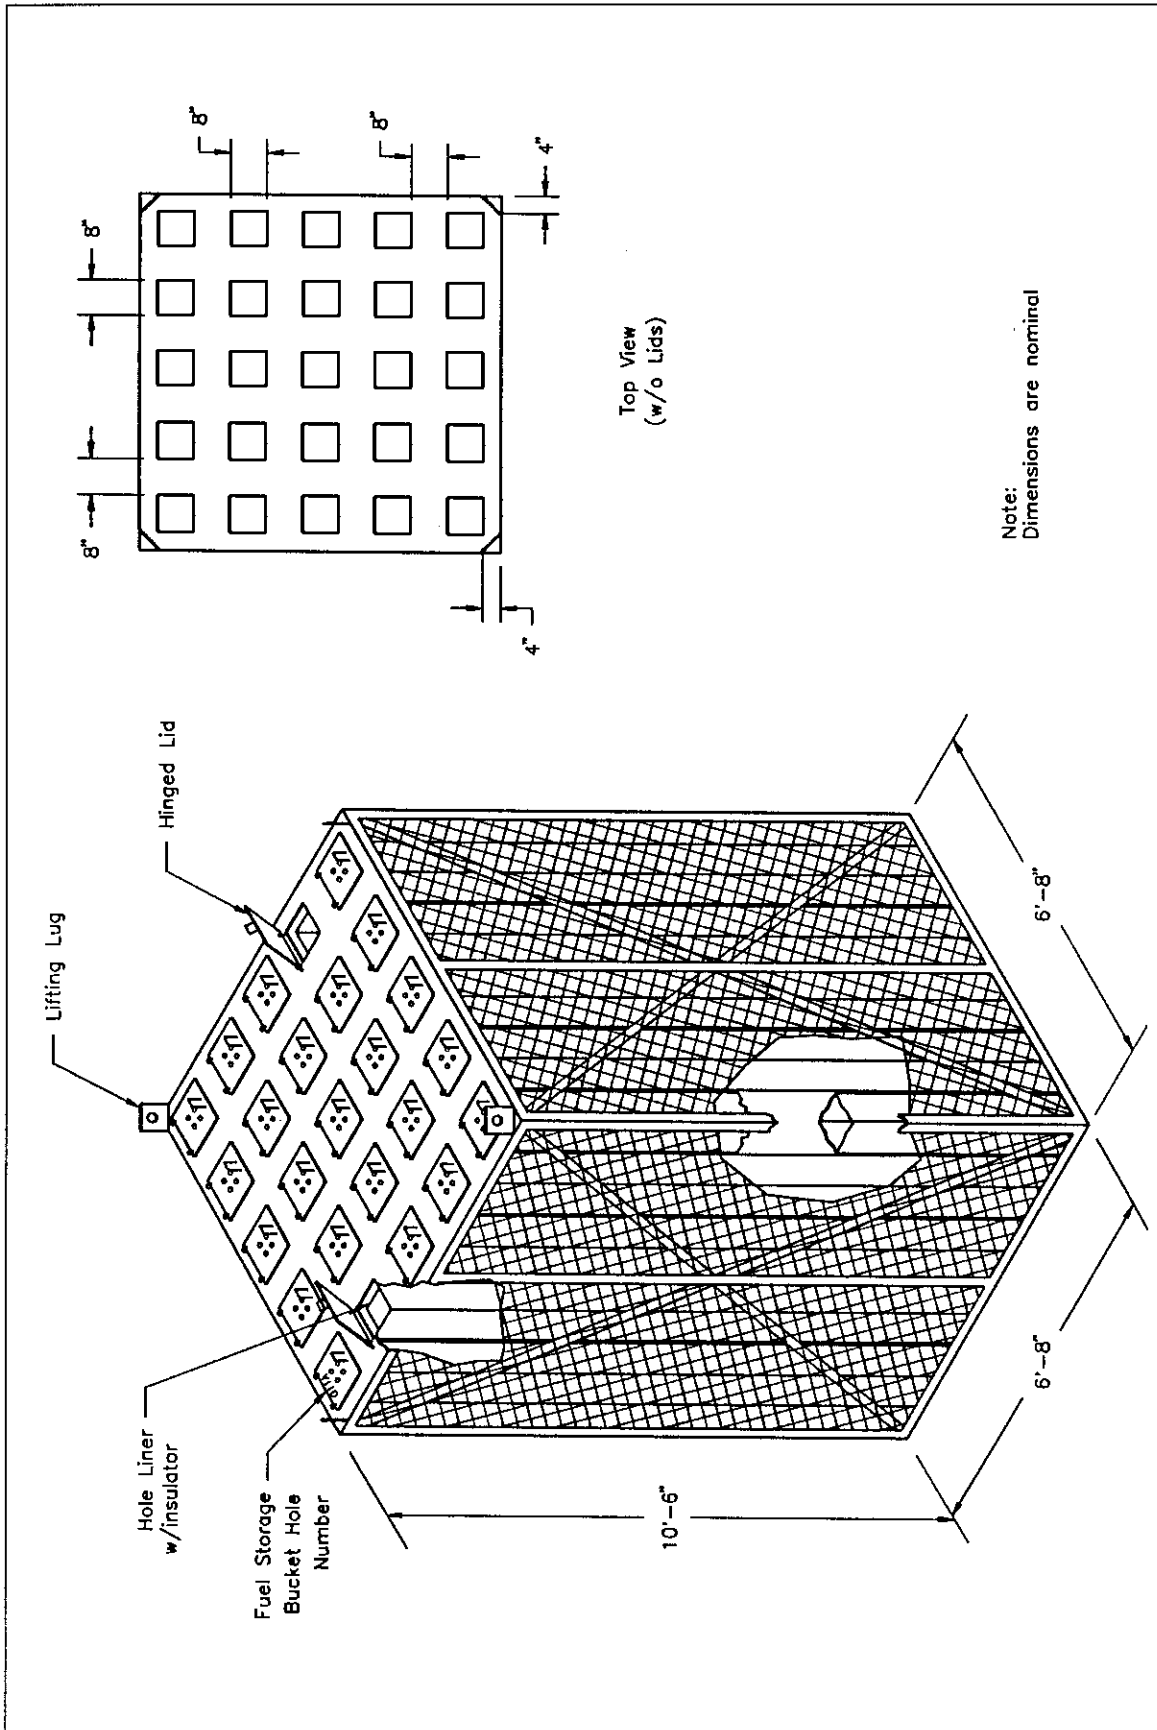 Lifting Lug
Hinged Lid
Hole Liner
w/insulator
Fuel Storage
Bucket Hole
Number
10'-6"
6'-8"
6'-8"
8"
8"
8"
8"
4"
4"
Top View
(w/o Lids)
Note:
Dimensions are nominal